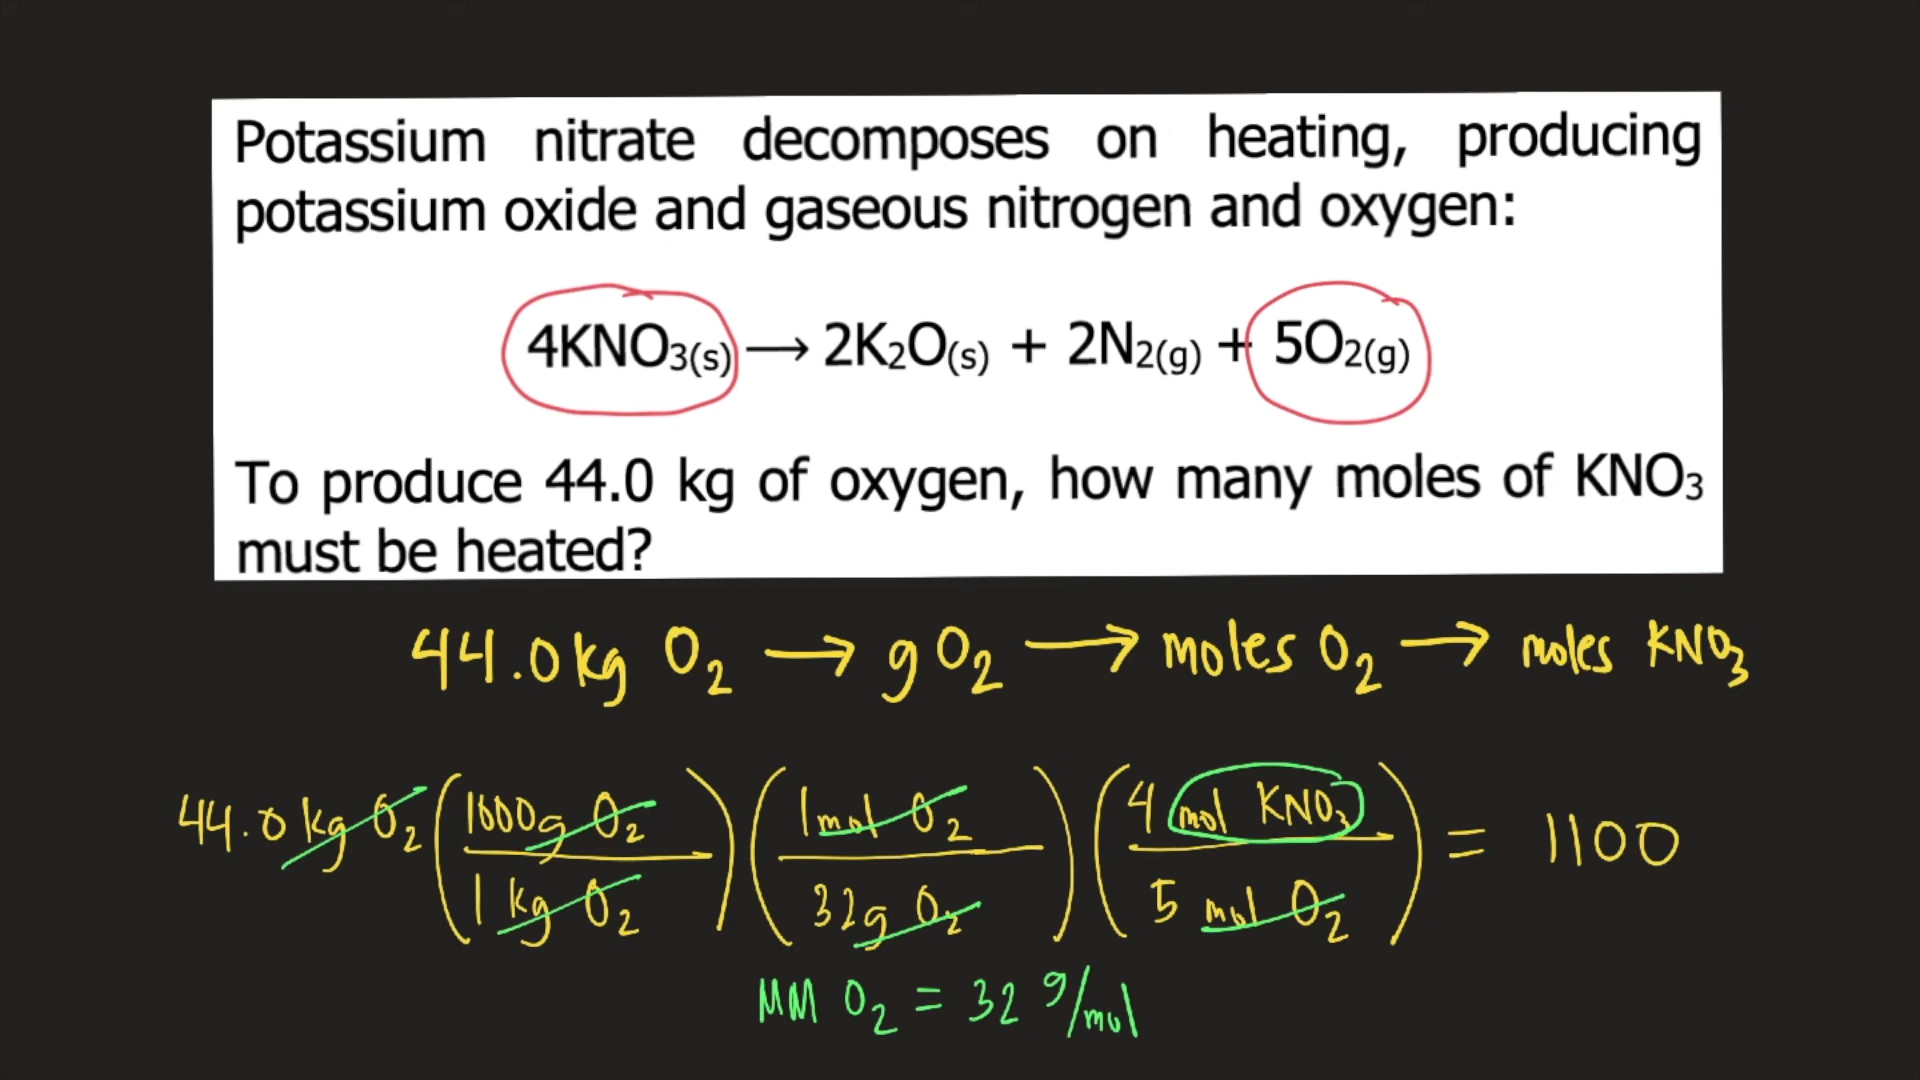 Potassium nitrate decomposes on heating, producing
potassium oxide and gaseous nitrogen and oxygen:
4KNO₃(s) ⟶ 2K₂O(s) + 2N₂(g) + 5O₂(g)
To produce 44.0 kg of oxygen, how many moles of KNO₃
must be heated?
44.0 kg O₂ → g O₂ → moles O₂ → moles KNO₃
44.0 kg O₂ (1000g O₂ / 1 kg O₂) (1 mol O₂ / 32g O₂) (4 mol KNO₃ / 5 mol O₂) = 1100
MM O₂ = 32 g/mol